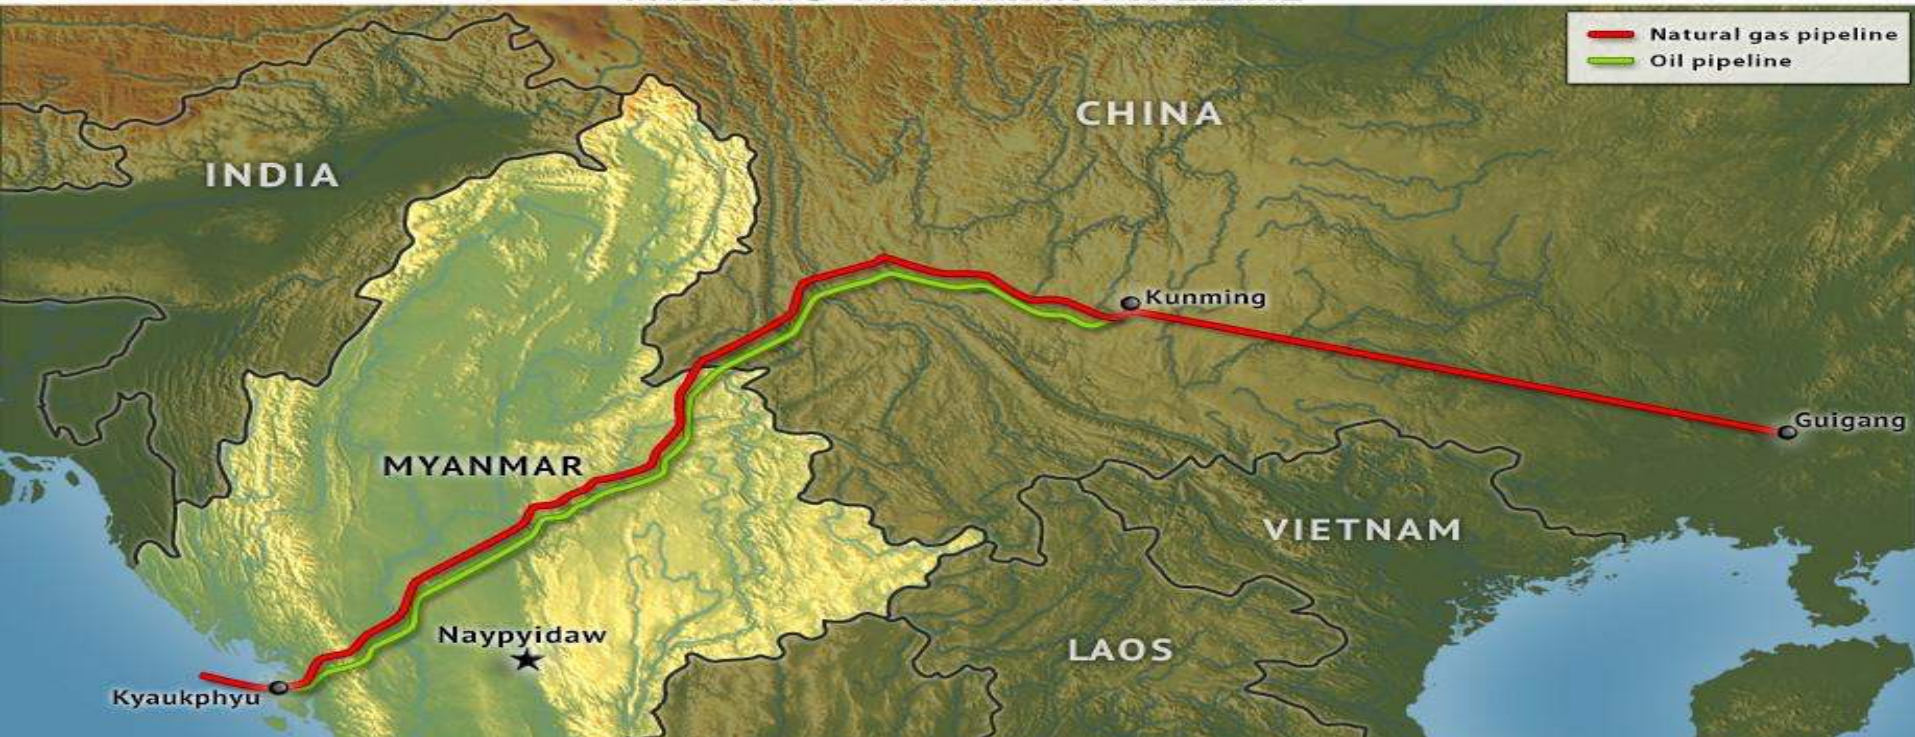 Natural gas pipeline
Oil pipeline
CHINA
INDIA
Kunming
Guigang
MYANMAR
VIETNAM
Naypyidaw
LAOS
Kyaukphyu